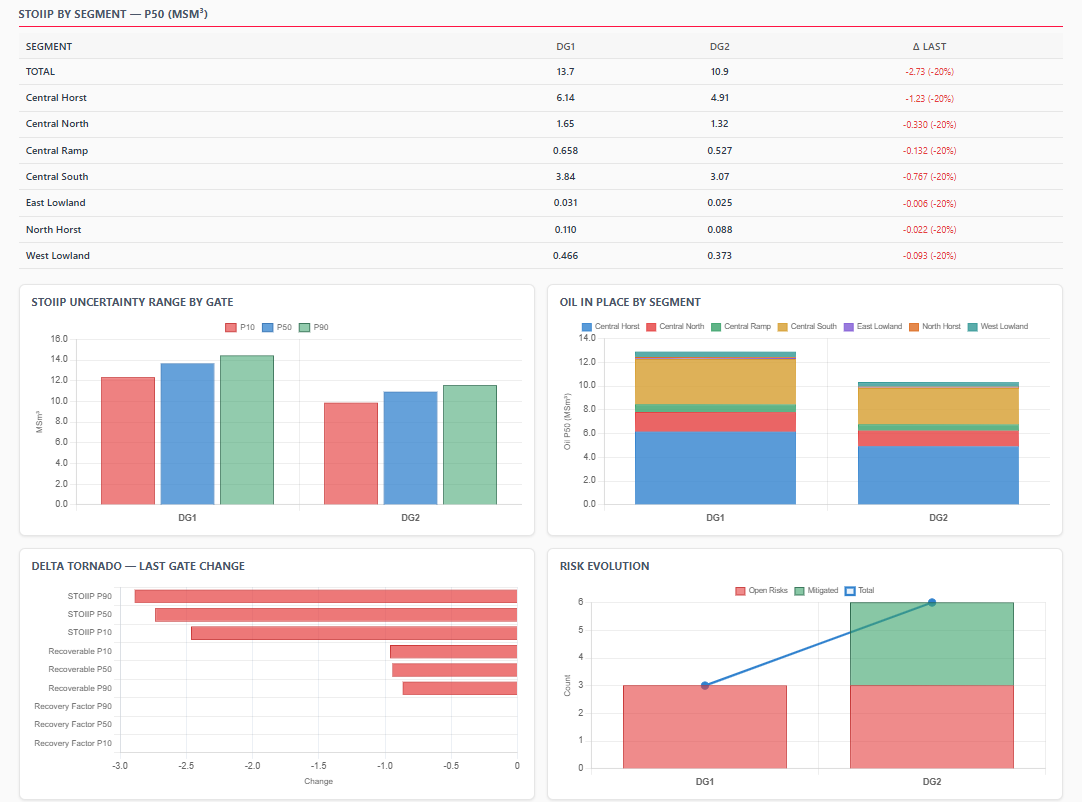 STOIIP BY SEGMENT — P50 (MSM³)
SEGMENT DG1 DG2 Δ LAST
TOTAL 13.7 10.9 -2.73 (-20%)
Central Horst 6.14 4.91 -1.23 (-20%)
Central North 1.65 1.32 -0.330 (-20%)
Central Ramp 0.658 0.527 -0.132 (-20%)
Central South 3.84 3.07 -0.767 (-20%)
East Lowland 0.031 0.025 -0.006 (-20%)
North Horst 0.110 0.088 -0.022 (-20%)
West Lowland 0.466 0.373 -0.093 (-20%)
STOIIP UNCERTAINTY RANGE BY GATE
P10 P50 P90
16.0
14.0
12.0
10.0
8.0
6.0
4.0
2.0
0.0
MSm³
DG1 DG2
OIL IN PLACE BY SEGMENT
Central Horst Central North Central Ramp Central South East Lowland North Horst West Lowland
14.0
12.0
10.0
8.0
6.0
4.0
2.0
0.0
Oil P50 (MSm³)
DG1 DG2
DELTA TORNADO — LAST GATE CHANGE
STOIIP P90
STOIIP P50
STOIIP P10
Recoverable P10
Recoverable P50
Recoverable P90
Recovery Factor P90
Recovery Factor P50
Recovery Factor P10
-3.0 -2.5 -2.0 -1.5 -1.0 -0.5 0
Change
RISK EVOLUTION
Open Risks Mitigated Total
6
5
4
3
2
1
0
Count
DG1 DG2